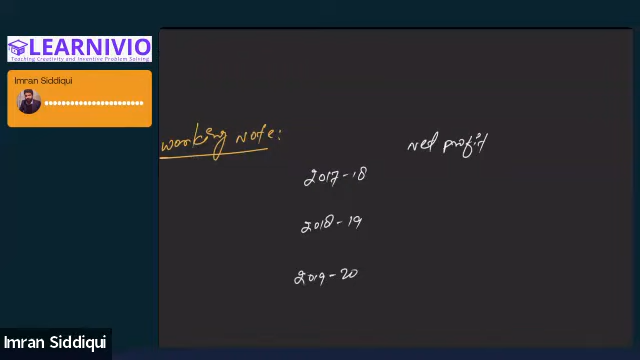 LEARNIVIO
Teaching Creativity and Inventive Problem Solving
Imran Siddiqui
working note:
Net profit
2017-18
2018-19
2019-20
Imran Siddiqui